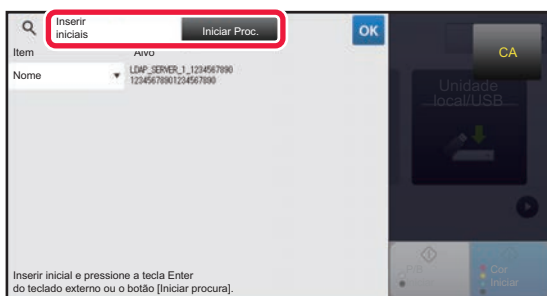 Inserir
iniciais
Iniciar Proc.
OK
CA
Item
Alvo
Nome
LDAP_SERVER_1_1234567890
12345678901234567890
Unidade
local/USB
P/B
Cor
Iniciar
Inserir inicial e pressione a tecla Enter
do teclado externo ou o botão [Iniciar procura].